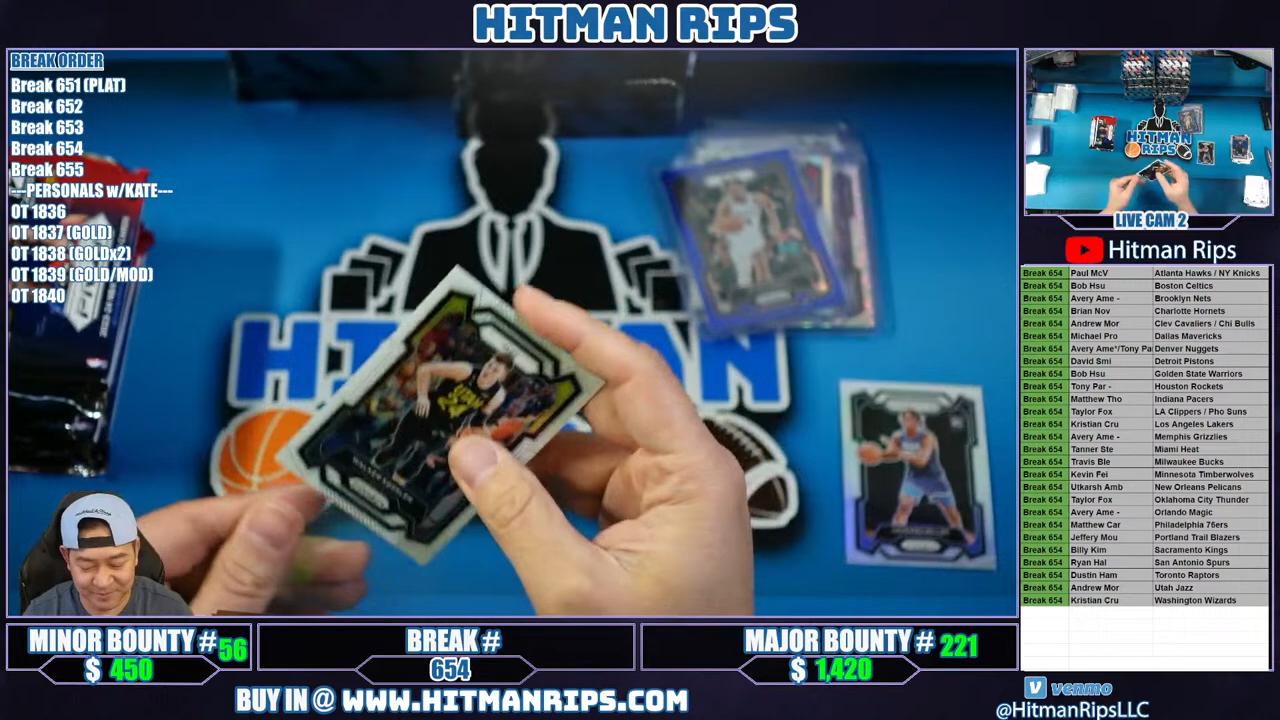 HITMAN RIPS
BREAK ORDER
Break 651 (PLAT)
Break 652
Break 653
Break 654
Break 655
---PERSONALS w/KATE---
OT 1836
OT 1837 (GOLD)
OT 1838 (GOLDx2)
OT 1839 (GOLD/MOD)
OT 1840
HITMAN
RIPS
LIVE CAM 2
Hitman Rips
Break 654 Paul McV Atlanta Hawks / NY Knicks
Break 654 Bob Hsu Boston Celtics
Break 654 Avery Ame - Brooklyn Nets
Break 654 Brian Nov Charlotte Hornets
Break 654 Andrew Mor Clev Cavaliers / Chi Bulls
Break 654 Michael Pro Dallas Mavericks
Break 654 Avery Ame*/Tony Pa Denver Nuggets
Break 654 David Smi Detroit Pistons
Break 654 Bob Hsu Golden State Warriors
Break 654 Tony Par - Houston Rockets
Break 654 Matthew Tho Indiana Pacers
Break 654 Taylor Fox LA Clippers / Pho Suns
Break 654 Kristian Cru Los Angeles Lakers
Break 654 Avery Ame - Memphis Grizzlies
Break 654 Tanner Ste Miami Heat
Break 654 Travis Ble Milwaukee Bucks
Break 654 Kevin Fei Minnesota Timberwolves
Break 654 Utkarsh Amb New Orleans Pelicans
Break 654 Taylor Fox Oklahoma City Thunder
Break 654 Avery Ame - Orlando Magic
Break 654 Matthew Car Philadelphia 76ers
Break 654 Jeffery Mou Portland Trail Blazers
Break 654 Billy Kim Sacramento Kings
Break 654 Ryan Hal San Antonio Spurs
Break 654 Dustin Ham Toronto Raptors
Break 654 Andrew Mor Utah Jazz
Break 654 Kristian Cru Washington Wizards
MINOR BOUNTY # 56
$ 450
BREAK #
654
MAJOR BOUNTY # 221
$ 1,420
BUY IN @ WWW.HITMANRIPS.COM
venmo
@HitmanRipsLLC